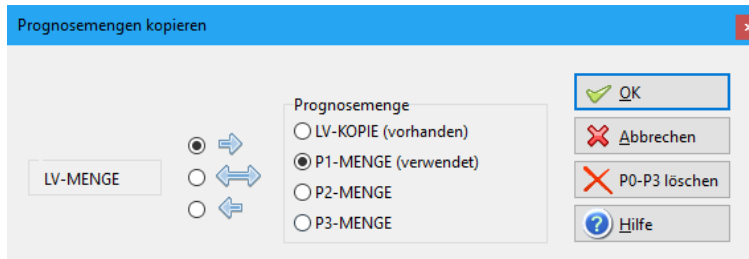 Prognosemengen kopieren
LV-MENGE
Prognosemenge
LV-KOPIE (vorhanden)
P1-MENGE (verwendet)
P2-MENGE
P3-MENGE
OK
Abbrechen
P0-P3 löschen
Hilfe